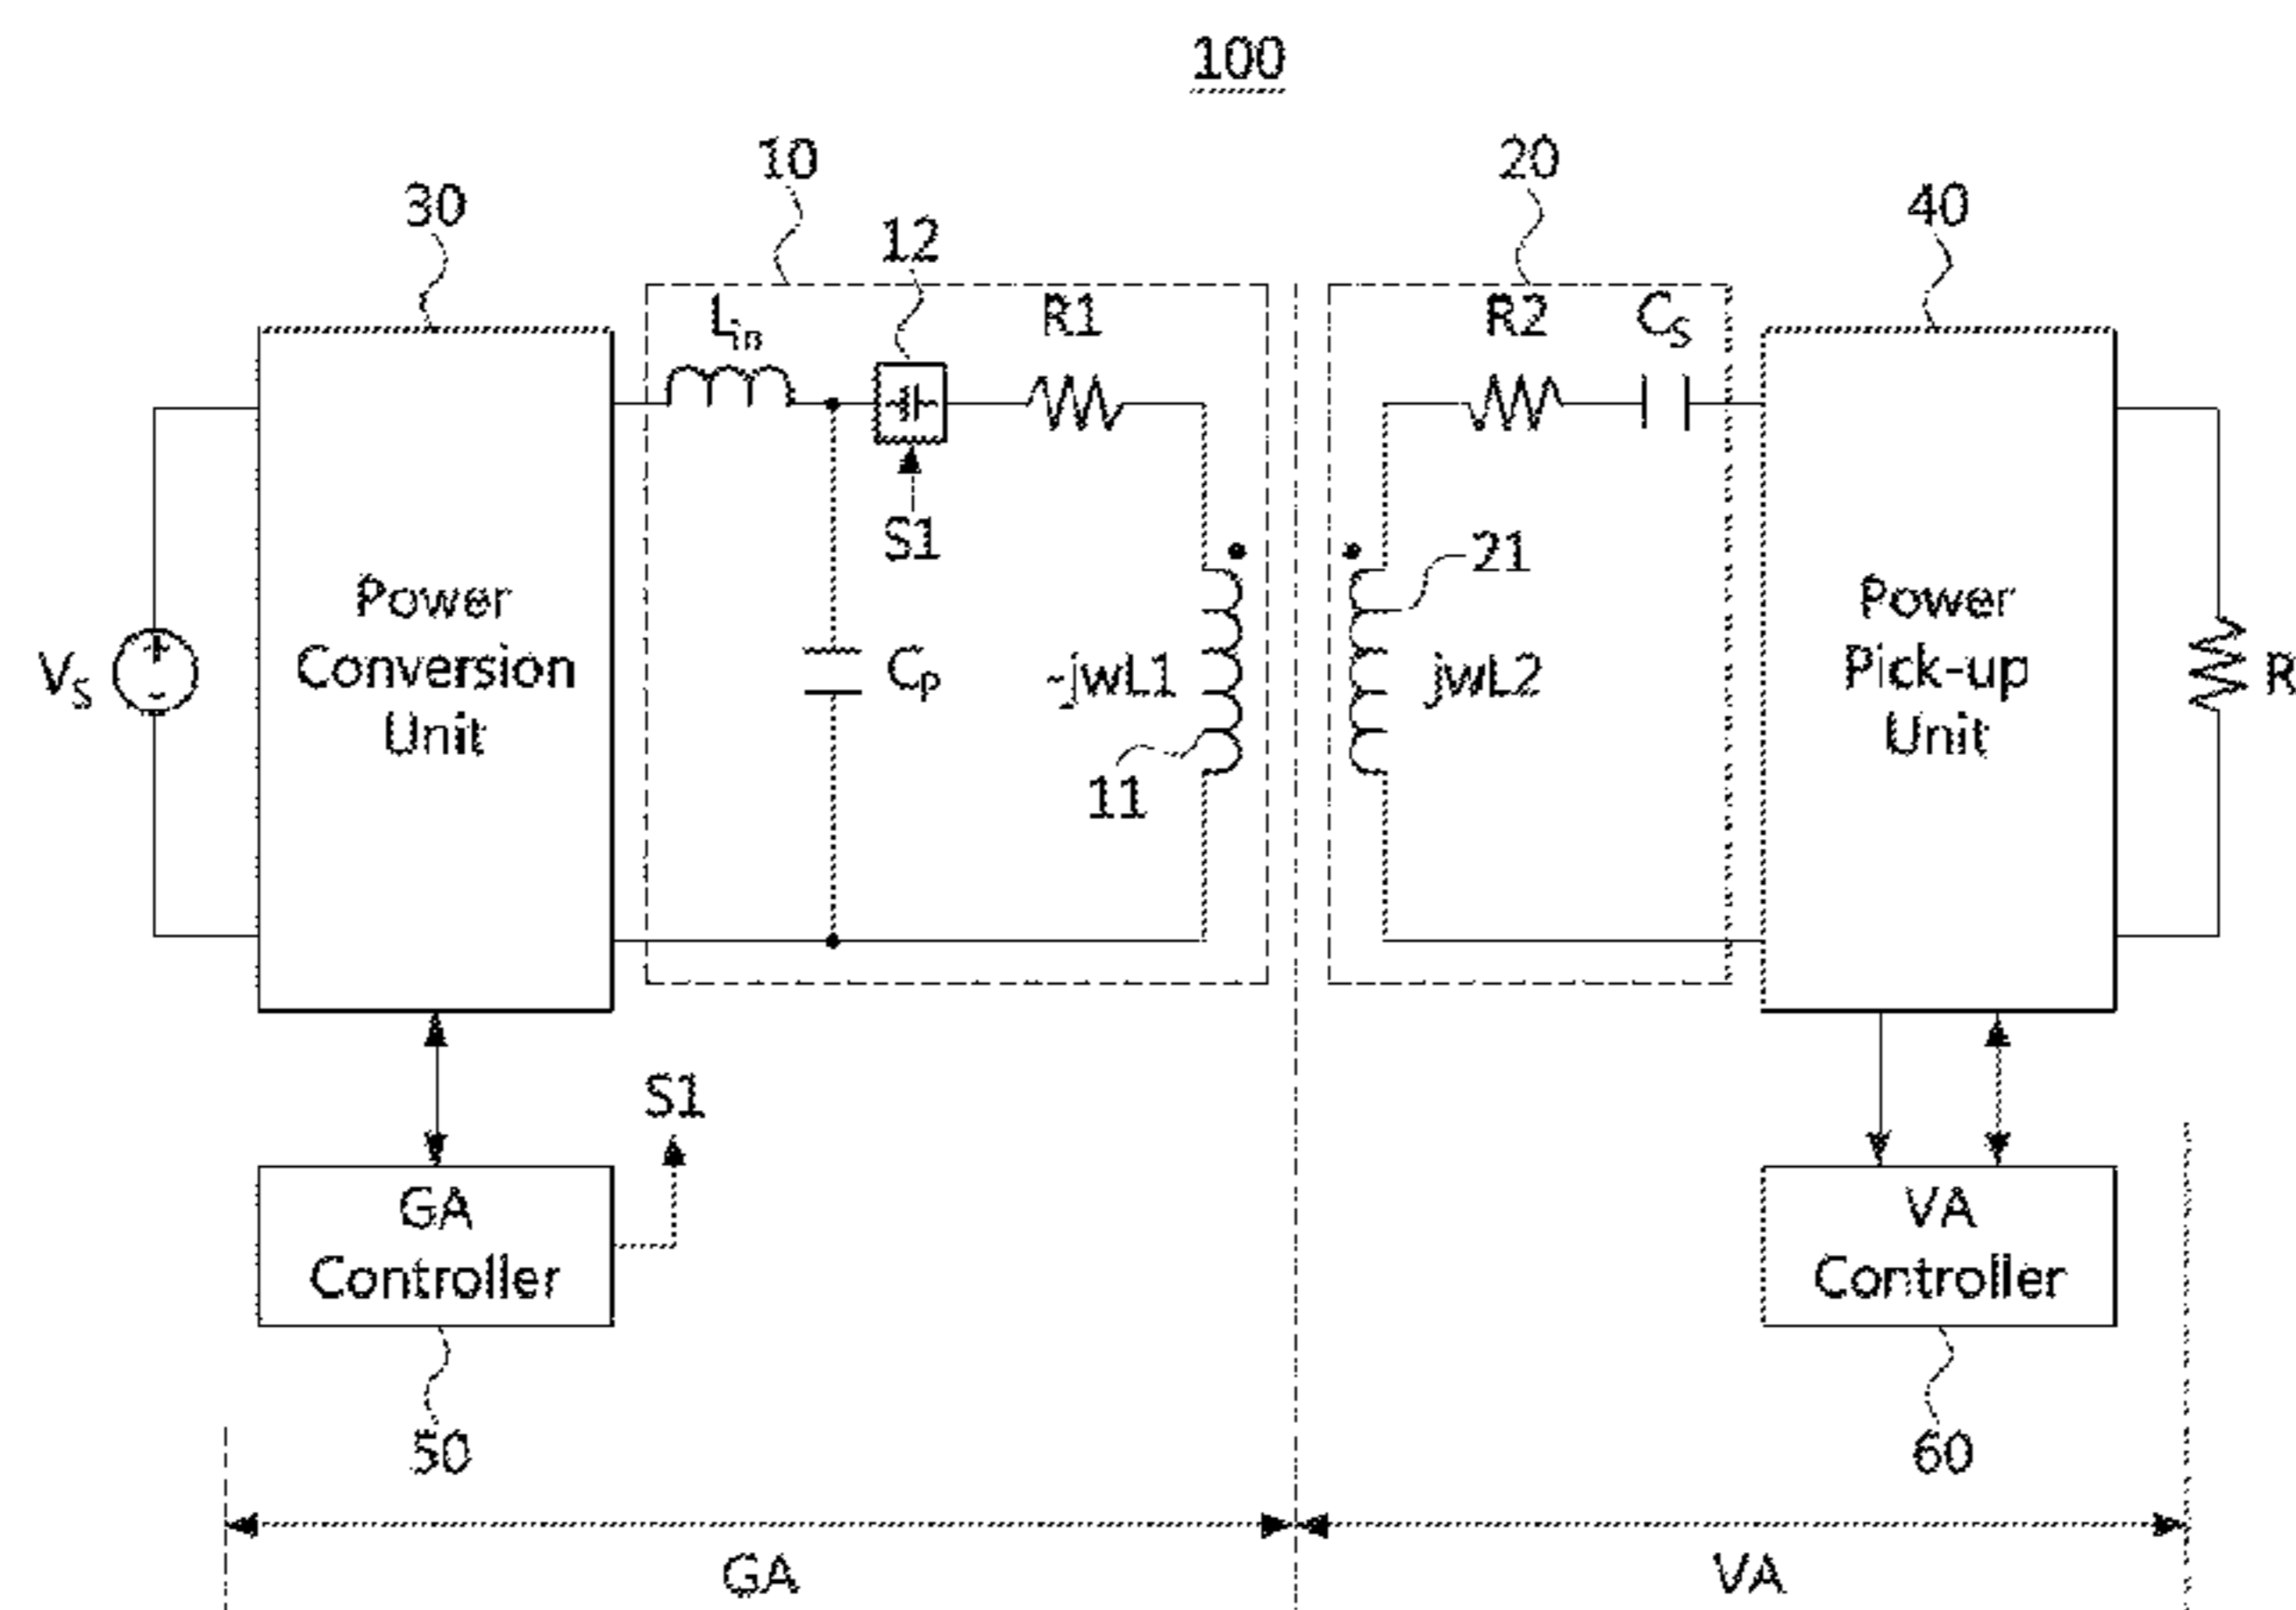 100
10
20
30
12
40
Lin
R1
R2
CS
S1
21
Power
Conversion
Unit
Power
Pick-up
Unit
VS
Cp
~jwL1
jwL2
R
11
S1
GA
Controller
VA
Controller
50
60
GA
VA